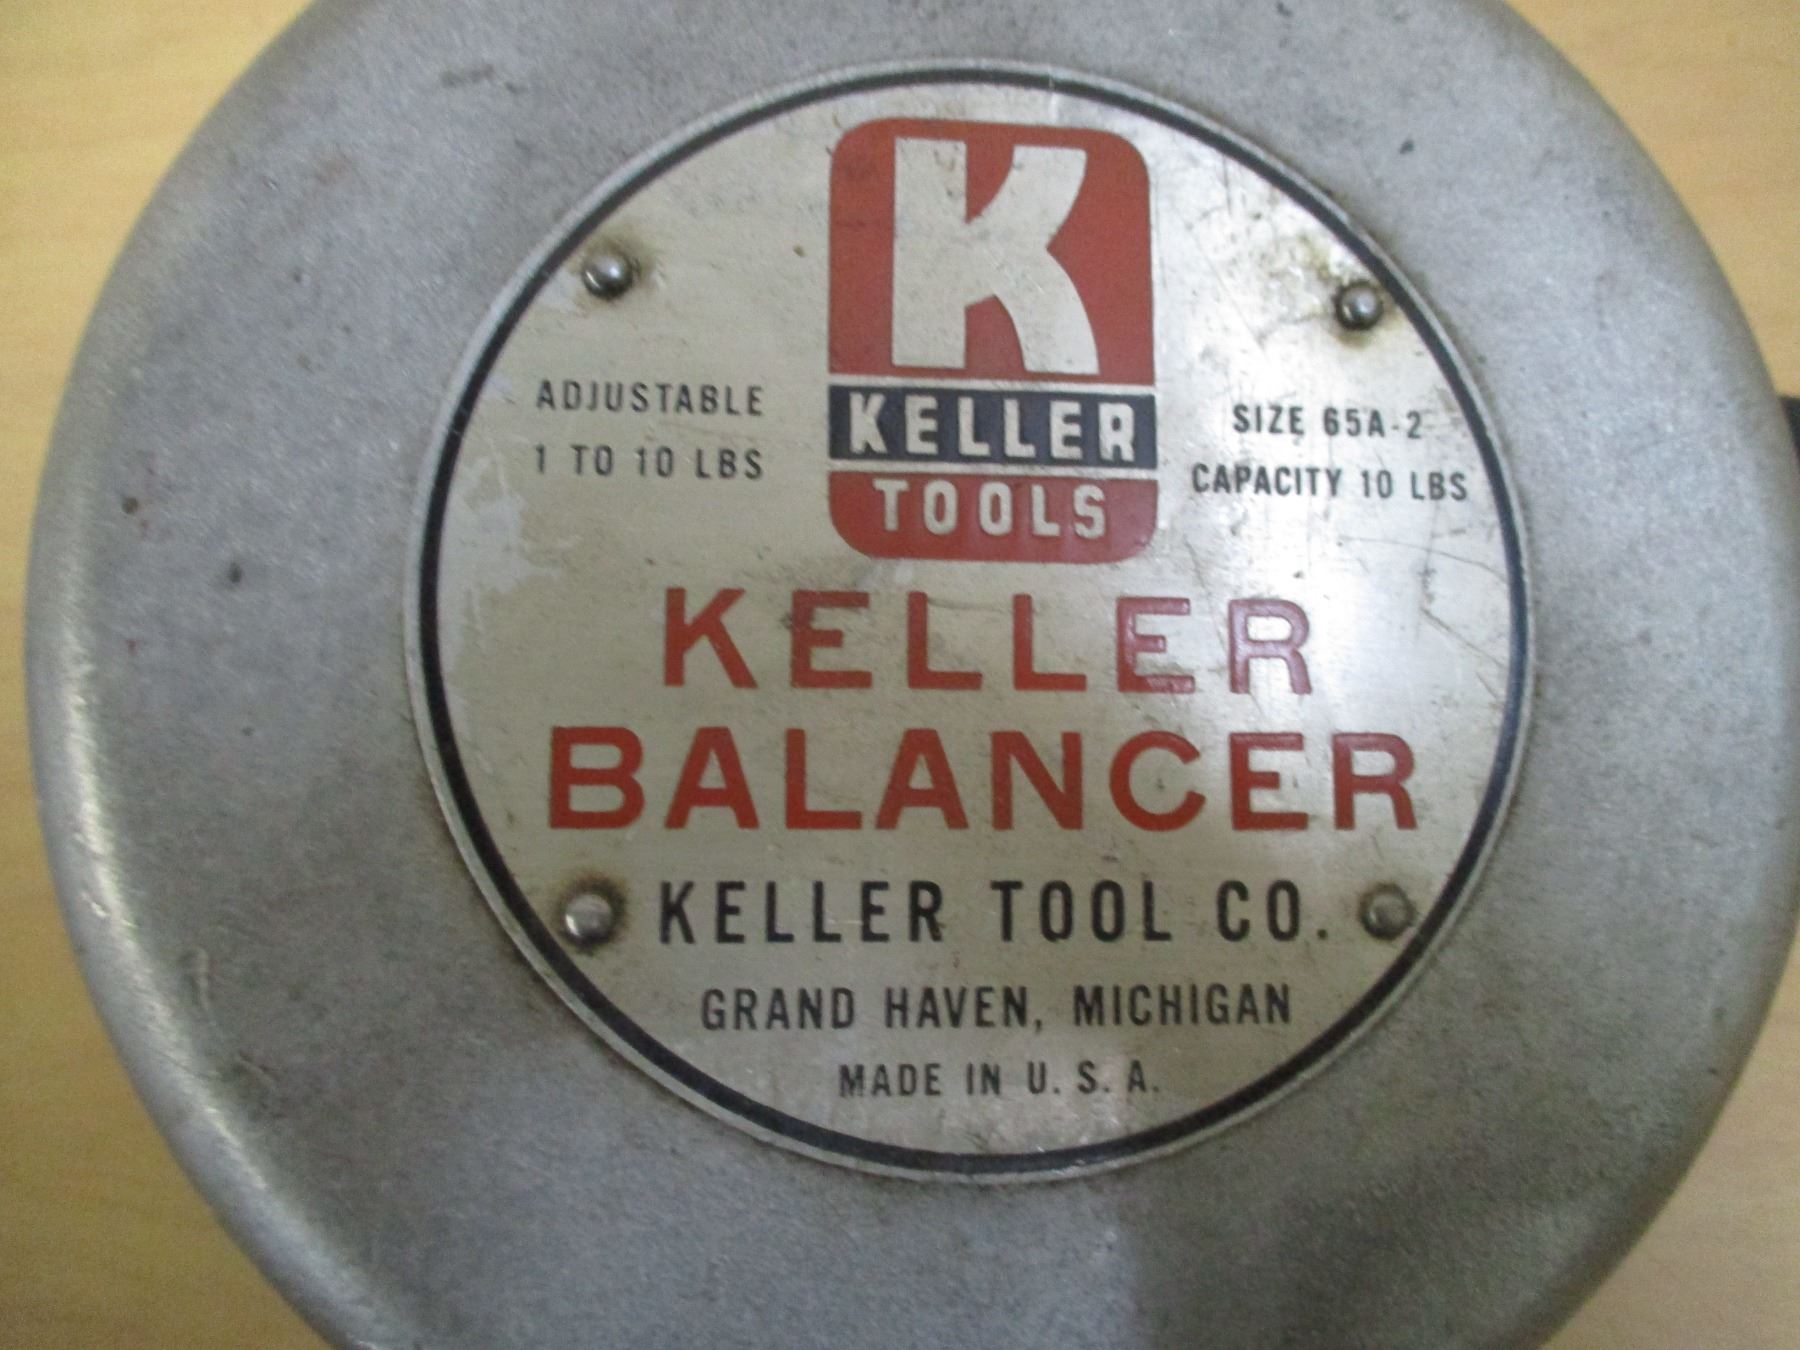 K
KELLER
TOOLS
ADJUSTABLE
1 TO 10 LBS
SIZE 65A-2
CAPACITY 10 LBS
KELLER
BALANCER
KELLER TOOL CO.
GRAND HAVEN, MICHIGAN
MADE IN U. S. A.